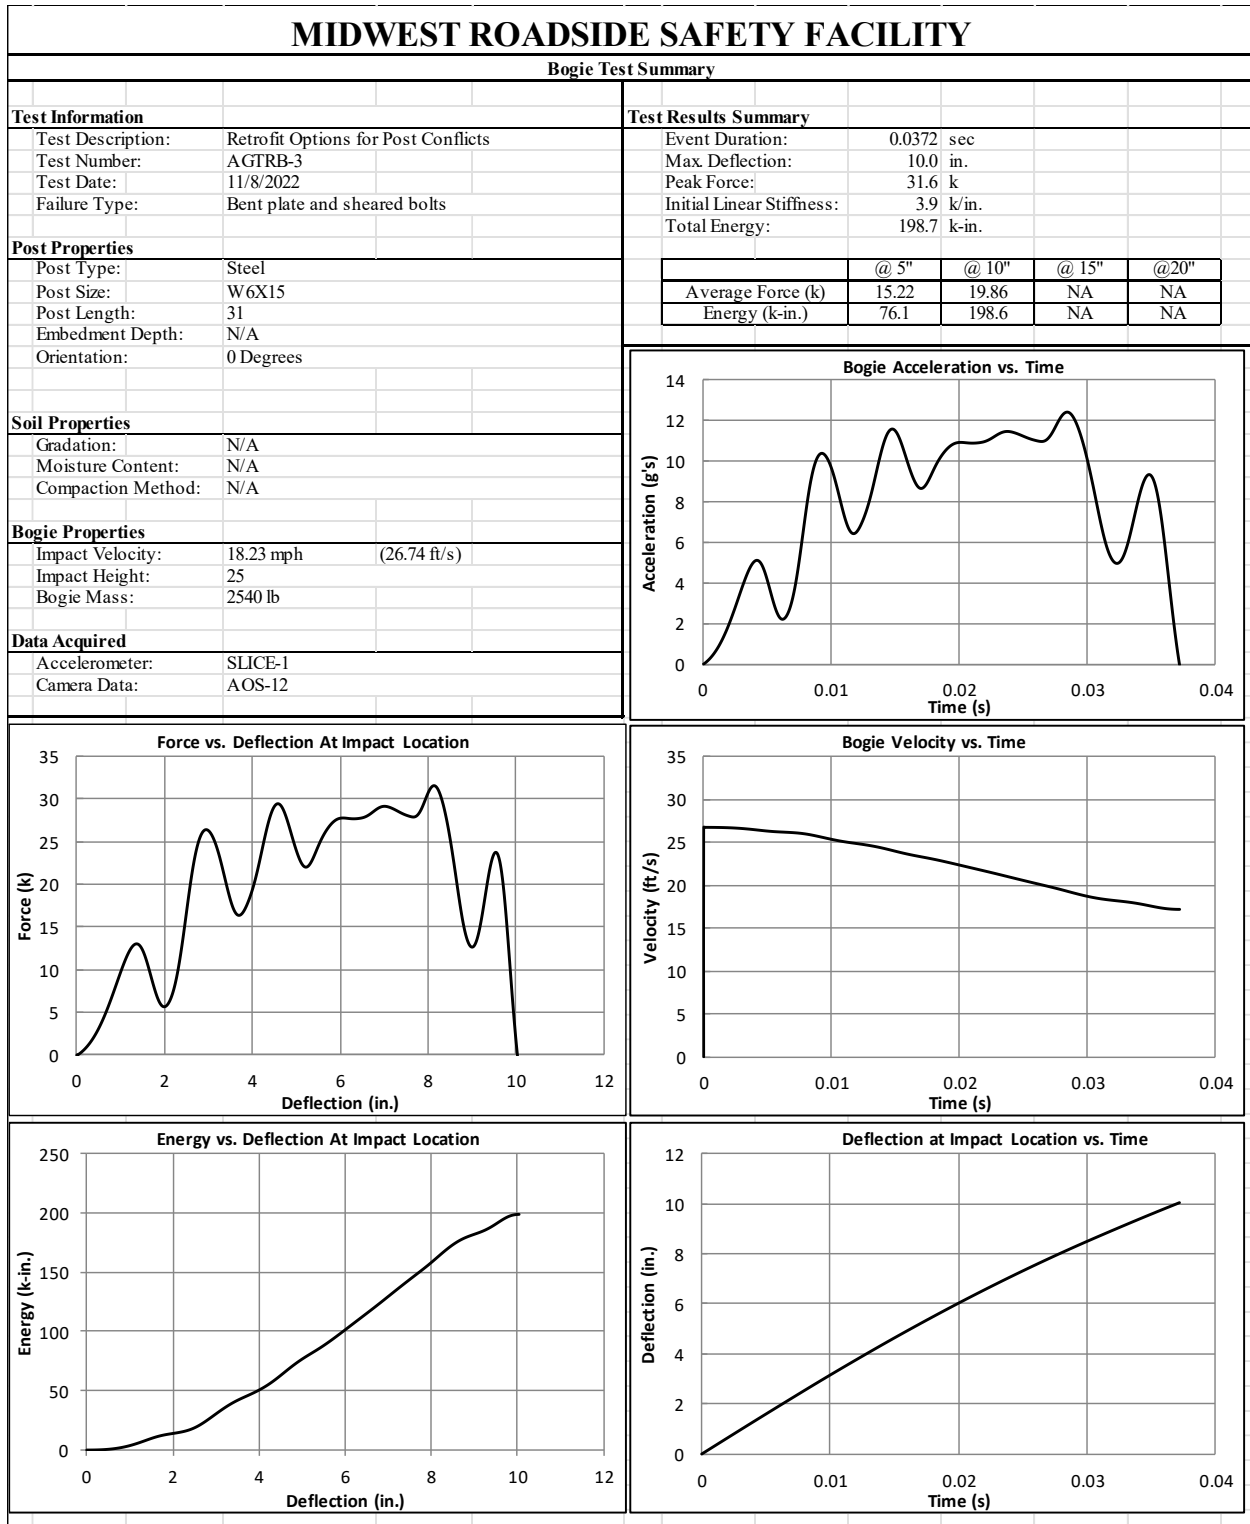 MIDWEST ROADSIDE SAFETY FACILITY
Bogie Test Summary
Test Information
Test Description: Retrofit Options for Post Conflicts
Test Number: AGTRB-3
Test Date: 11/8/2022
Failure Type: Bent plate and sheared bolts
Post Properties
Post Type: Steel
Post Size: W6X15
Post Length: 31
Embedment Depth: N/A
Orientation: 0 Degrees
Soil Properties
Gradation: N/A
Moisture Content: N/A
Compaction Method: N/A
Bogie Properties
Impact Velocity: 18.23 mph (26.74 ft/s)
Impact Height: 25
Bogie Mass: 2540 lb
Data Acquired
Accelerometer: SLICE-1
Camera Data: AOS-12
Test Results Summary
Event Duration: 0.0372 sec
Max. Deflection: 10.0 in.
Peak Force: 31.6 k
Initial Linear Stiffness: 3.9 k/in.
Total Energy: 198.7 k-in.
@ 5" @ 10" @ 15" @20"
Average Force (k) 15.22 19.86 NA NA
Energy (k-in.) 76.1 198.6 NA NA
Bogie Acceleration vs. Time
14
12
10
8
6
4
2
0
Acceleration (g's)
0 0.01 0.02 0.03 0.04
Time (s)
Force vs. Deflection At Impact Location
35
30
25
20
15
10
5
0
Force (k)
0 2 4 6 8 10 12
Deflection (in.)
Bogie Velocity vs. Time
35
30
25
20
15
10
5
0
Velocity (ft/s)
0 0.01 0.02 0.03 0.04
Time (s)
Energy vs. Deflection At Impact Location
250
200
150
100
50
0
Energy (k-in.)
0 2 4 6 8 10 12
Deflection (in.)
Deflection at Impact Location vs. Time
12
10
8
6
4
2
0
Deflection (in.)
0 0.01 0.02 0.03 0.04
Time (s)